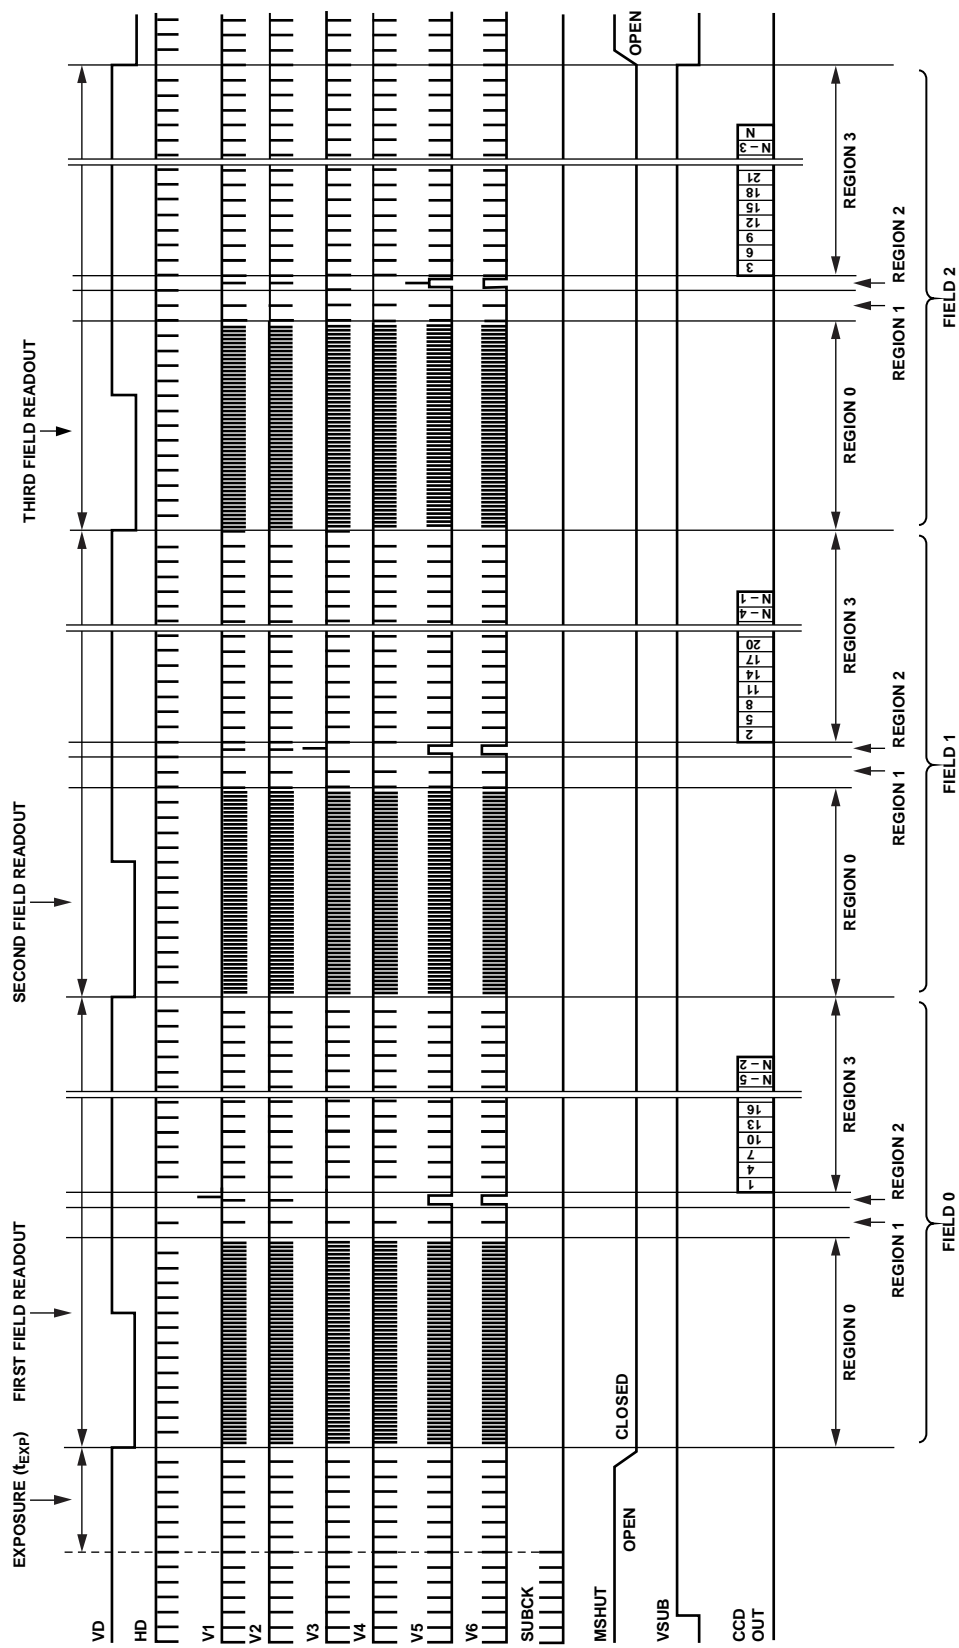 EXPOSURE (tEXP)
FIRST FIELD READOUT
SECOND FIELD READOUT
THIRD FIELD READOUT
VD
HD
V1
V2
V3
V4
V5
V6
SUBCK
MSHUT
OPEN
CLOSED
OPEN
VSUB
CCD
OUT
1
4
7
10
13
16
N – 5
N – 2
2
5
8
11
14
17
20
N – 4
N – 1
3
6
9
12
15
18
21
N – 3
N
REGION 0
REGION 1
REGION 2
REGION 3
REGION 0
REGION 1
REGION 2
REGION 3
REGION 0
REGION 1
REGION 2
REGION 3
FIELD 0
FIELD 1
FIELD 2